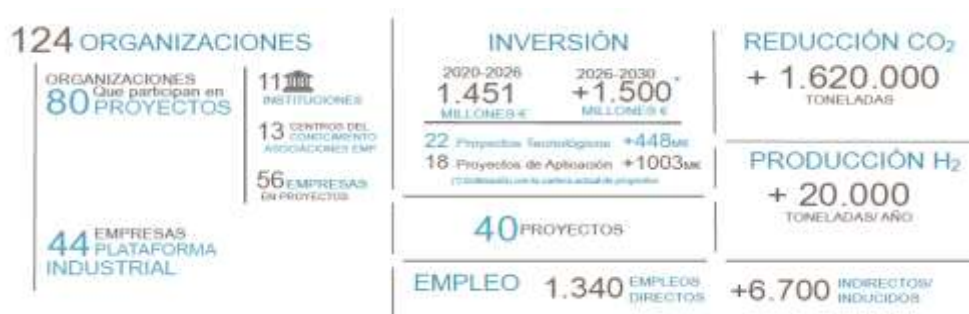 124 ORGANIZACIONES
ORGANIZACIONES
80 Que participan en
PROYECTOS
11
INSTITUCIONES
13 CENTROS DEL
CONOCIMIENTO
ASOCIACIONES EMP
56 EMPRESAS
EN PROYECTOS
44 EMPRESAS
PLATAFORMA
INDUSTRIAL
INVERSIÓN
2020-2026
1.451
MILLONES €
2026-2030
+1.500*
MILLONES €
22 Proyectos Tecnológicos +448M€
18 Proyectos de Aplicación +1003M€
40 PROYECTOS
REDUCCIÓN CO2
+ 1.620.000
TONELADAS
PRODUCCIÓN H2
+ 20.000
TONELADAS/AÑO
EMPLEO 1.340 EMPLEOS
DIRECTOS
+6.700 INDIRECTOS/
INDUCIDOS